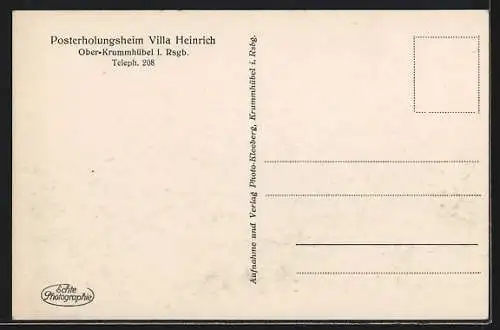 Posterholungsheim Villa Heinrich
Ober-Krummhübel i. Rsgb.
Teleph. 208
Aufnahme und Verlag Photo-Kleeberg, Krummhübel i. Rsbg.
Echte
Photographie